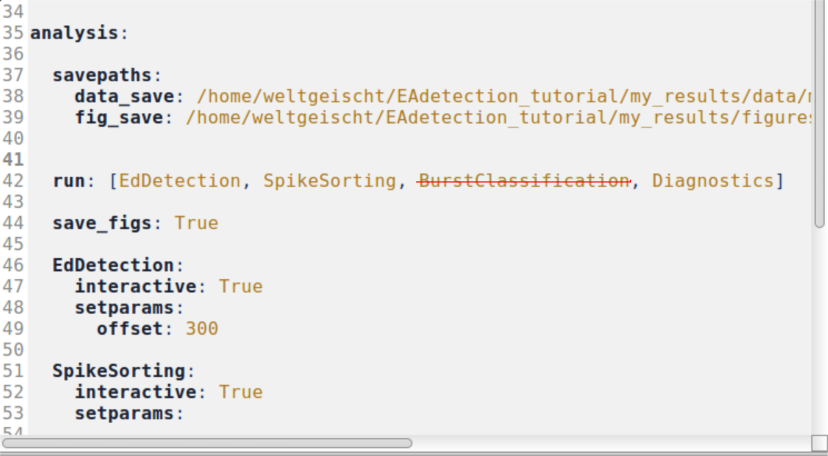 34
35 analysis:
36
37   savepaths:
38     data_save: /home/weltgeischt/EAdetection_tutorial/my_results/data/
39     fig_save: /home/weltgeischt/EAdetection_tutorial/my_results/figures
40
41
42   run: [EdDetection, SpikeSorting, BurstClassification, Diagnostics]
43
44   save_figs: True
45
46   EdDetection:
47     interactive: True
48     setparams:
49       offset: 300
50
51   SpikeSorting:
52     interactive: True
53     setparams:
54